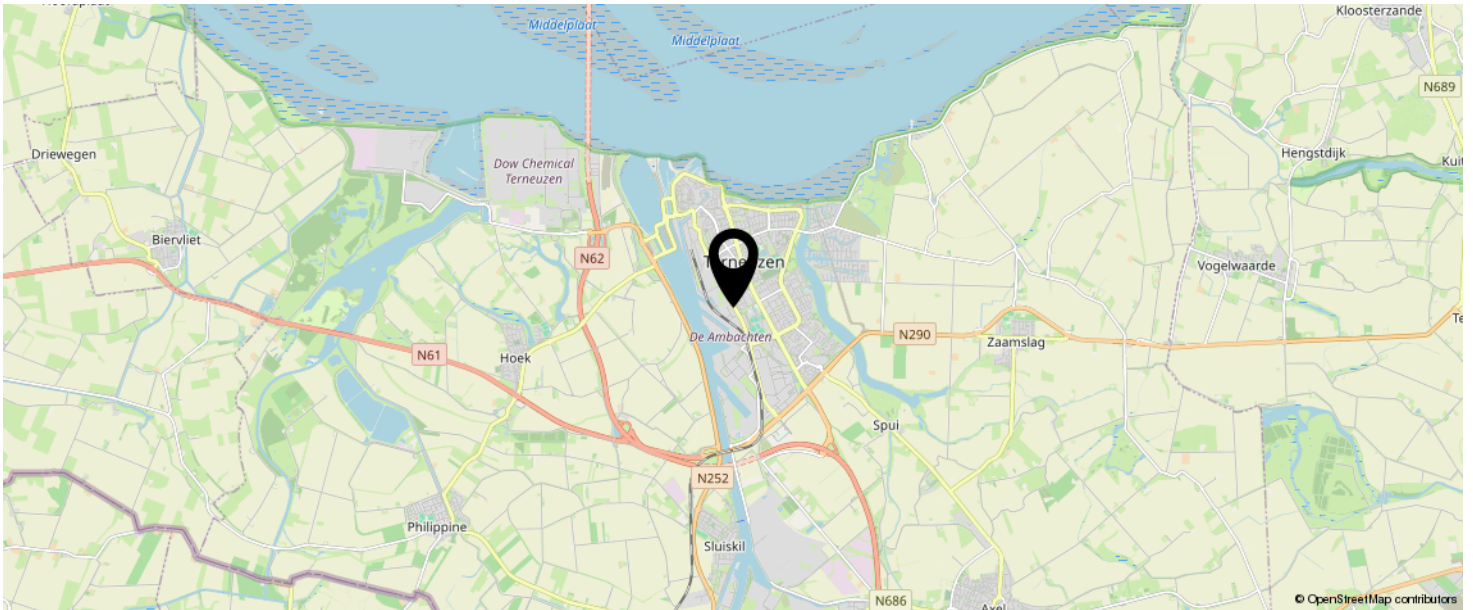 Middelplaat
Middelplaat
Kloosterzande
N689
Driewegen
Dow Chemical
Terneuzen
Hengstdijk
Biervliet
N62
Vogelwaarde
De Ambachten
N290
Zaamslag
N61
Hoek
Spui
N252
Philippine
Sluiskil
N686
Axel
© OpenStreetMap contributors